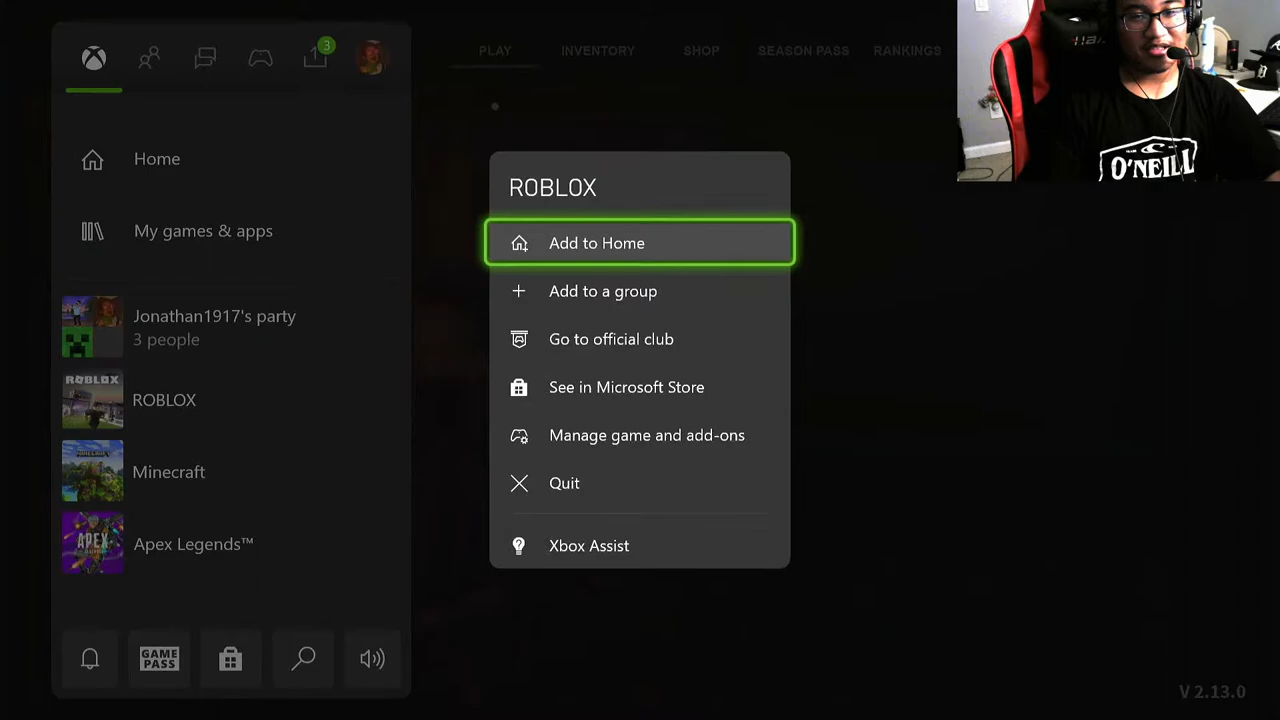 3
Home
My games & apps
Jonathan1917's party
3 people
ROBLOX
ROBLOX
Minecraft
MINECRAFT
APEX
Apex Legends™
GAME PASS
PLAY
INVENTORY
SHOP
SEASON PASS
RANKINGS
ROBLOX
Add to Home
Add to a group
Go to official club
See in Microsoft Store
Manage game and add-ons
Quit
Xbox Assist
O'NEILL
V 2.13.0